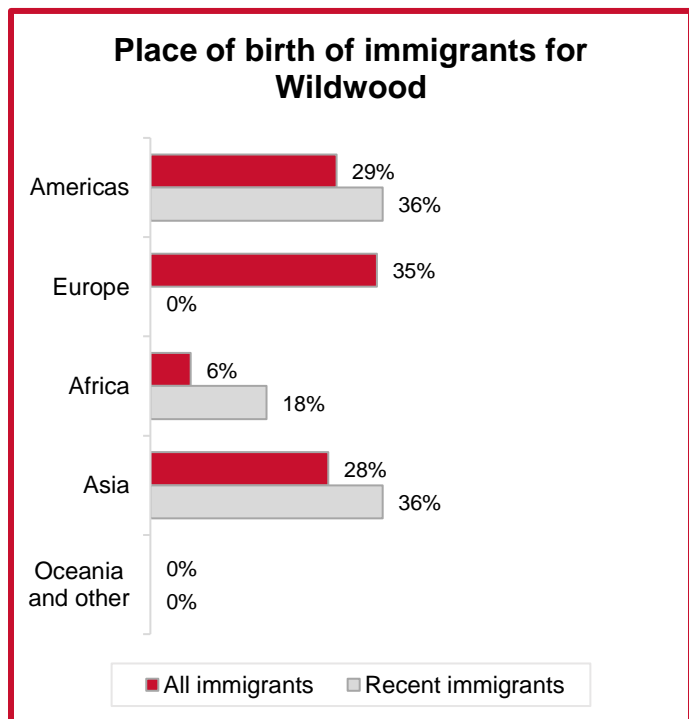 Place of birth of immigrants for
Wildwood
Americas
29%
36%
Europe
35%
0%
Africa
6%
18%
Asia
28%
36%
Oceania
and other
0%
0%
All immigrants
Recent immigrants